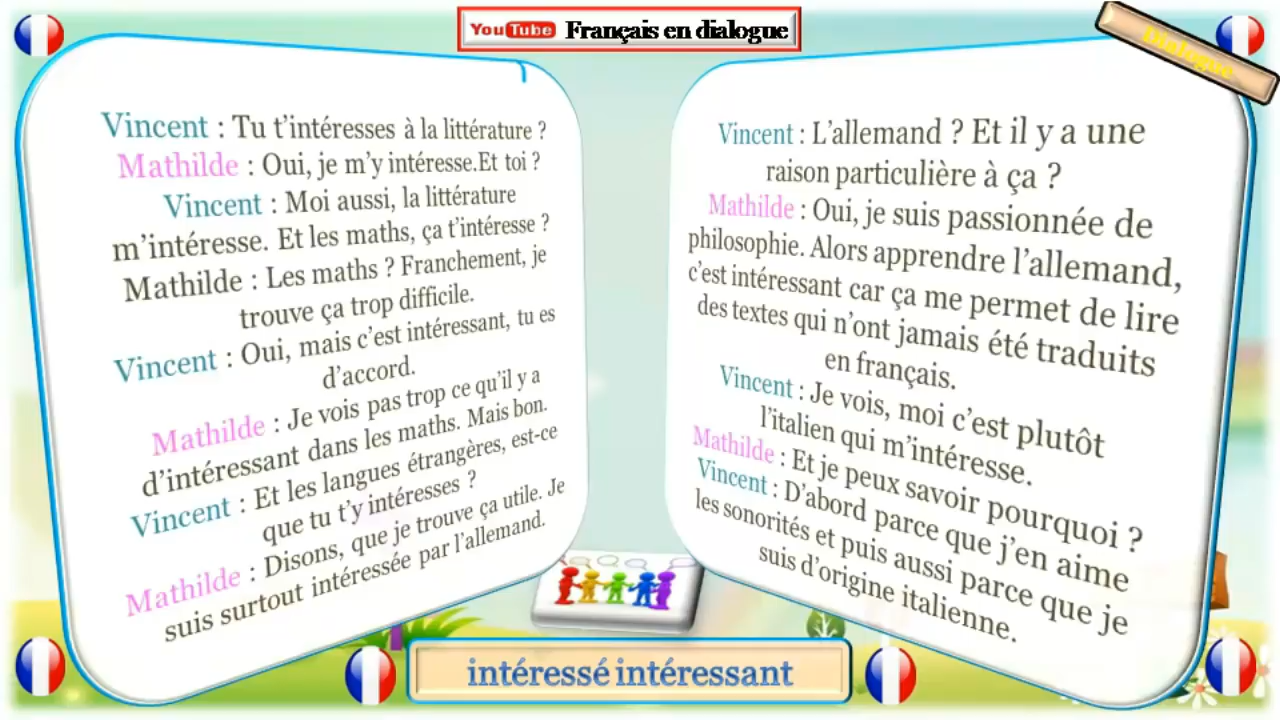 YouTube Français en dialogue
Dialogue
Vincent : Tu t'intéresses à la littérature ?
Mathilde : Oui, je m'y intéresse.Et toi ?
Vincent : Moi aussi, la littérature
m'intéresse. Et les maths, ça t'intéresse ?
Mathilde : Les maths ? Franchement, je
trouve ça trop difficile.
Vincent : Oui, mais c'est intéressant, tu es
d'accord.
Mathilde : Je vois pas trop ce qu'il y a
d'intéressant dans les maths. Mais bon.
Vincent : Et les langues étrangères, est-ce
que tu t'y intéresses ?
Mathilde : Disons, que je trouve ça utile. Je
suis surtout intéressée par l'allemand.
Vincent : L'allemand ? Et il y a une
raison particulière à ça ?
Mathilde : Oui, je suis passionnée de
philosophie. Alors apprendre l'allemand,
c'est intéressant car ça me permet de lire
des textes qui n'ont jamais été traduits
en français.
Vincent : Je vois, moi c'est plutôt
l'italien qui m'intéresse.
Mathilde : Et je peux savoir pourquoi ?
Vincent : D'abord parce que j'en aime
les sonorités et puis aussi parce que je
suis d'origine italienne.
intéressé intéressant